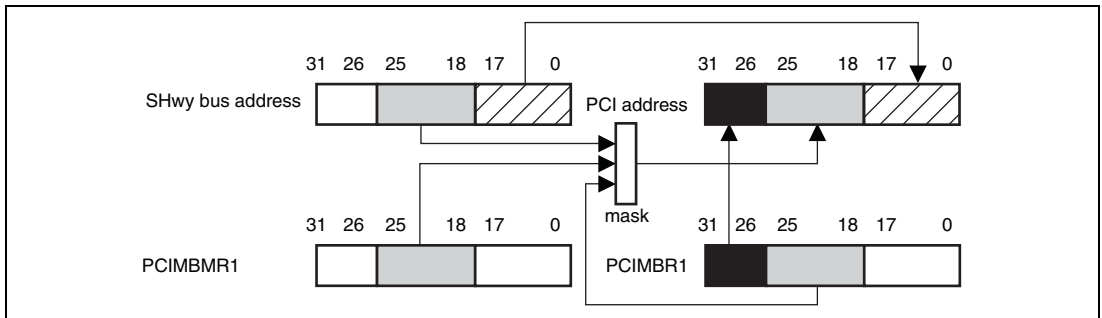 31 26 25 18 17 0
31 26 25 18 17 0
SHwy bus address
PCI address
mask
31 26 25 18 17 0
31 26 25 18 17 0
PCIMBMR1
PCIMBR1